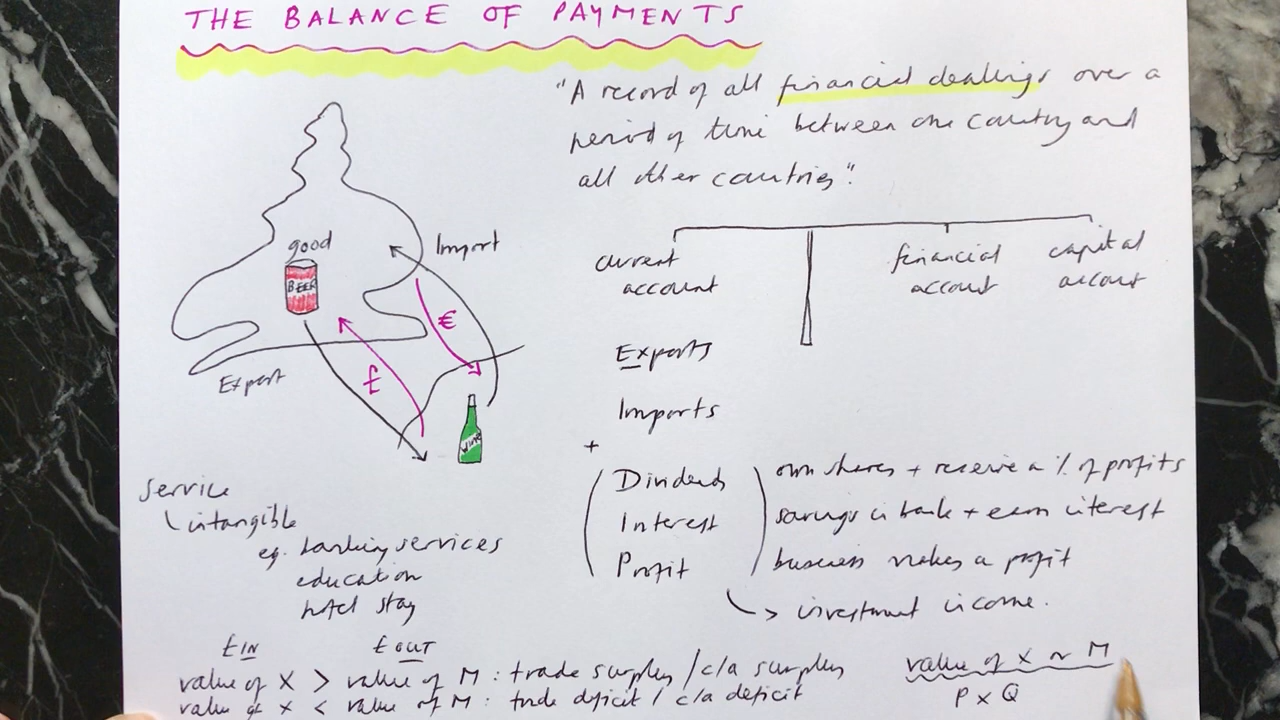 THE BALANCE OF PAYMENTS
"A record of all financial dealings over a
period of time between one country and
all other countries".
good
BEER
Import
€
£
Export
WINE
current
account
financial
account
capital
account
Exports
Imports
+
Dividends
Interest
Profit
own shares + receive a % of profits
savings in bank + earn interest
business makes a profit
investment income.
Service
intangible
eg. banking services
education
hotel stay
£ IN £ OUT
value of X > value of M : trade surplus / c/a surplus
value of X < value of M : trade deficit / c/a deficit
value of X or M
P x Q